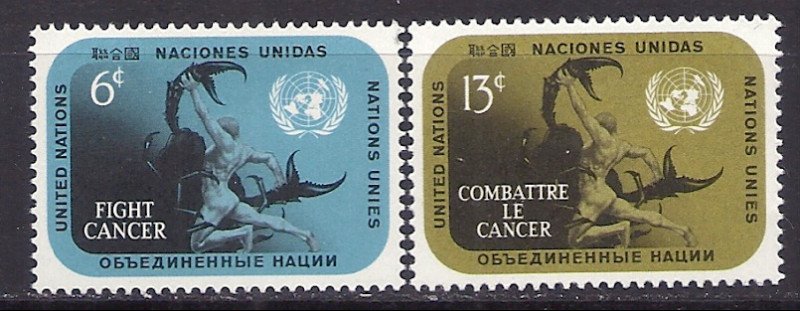 聯合國 NACIONES UNIDAS
6¢
UNITED NATIONS
NATIONS UNIES
FIGHT
CANCER
ОБЪЕДИНЕННЫЕ НАЦИИ
聯合國 NACIONES UNIDAS
13¢
UNITED NATIONS
NATIONS UNIES
COMBATTRE
LE
CANCER
ОБЪЕДИНЕННЫЕ НАЦИИ